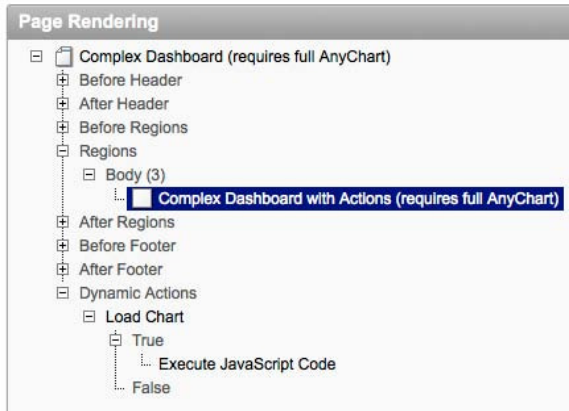 Page Rendering
Complex Dashboard (requires full AnyChart)
Before Header
After Header
Before Regions
Regions
Body (3)
Complex Dashboard with Actions (requires full AnyChart)
After Regions
Before Footer
After Footer
Dynamic Actions
Load Chart
True
Execute JavaScript Code
False